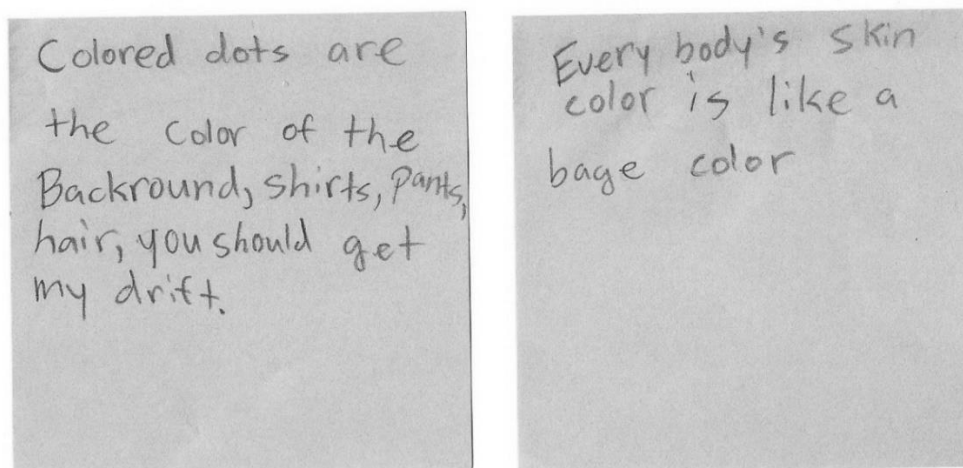 Colored dots are
the color of the
Backround, shirts, pants,
hair, you should get
my drift.
Every body's skin
color is like a
bage color